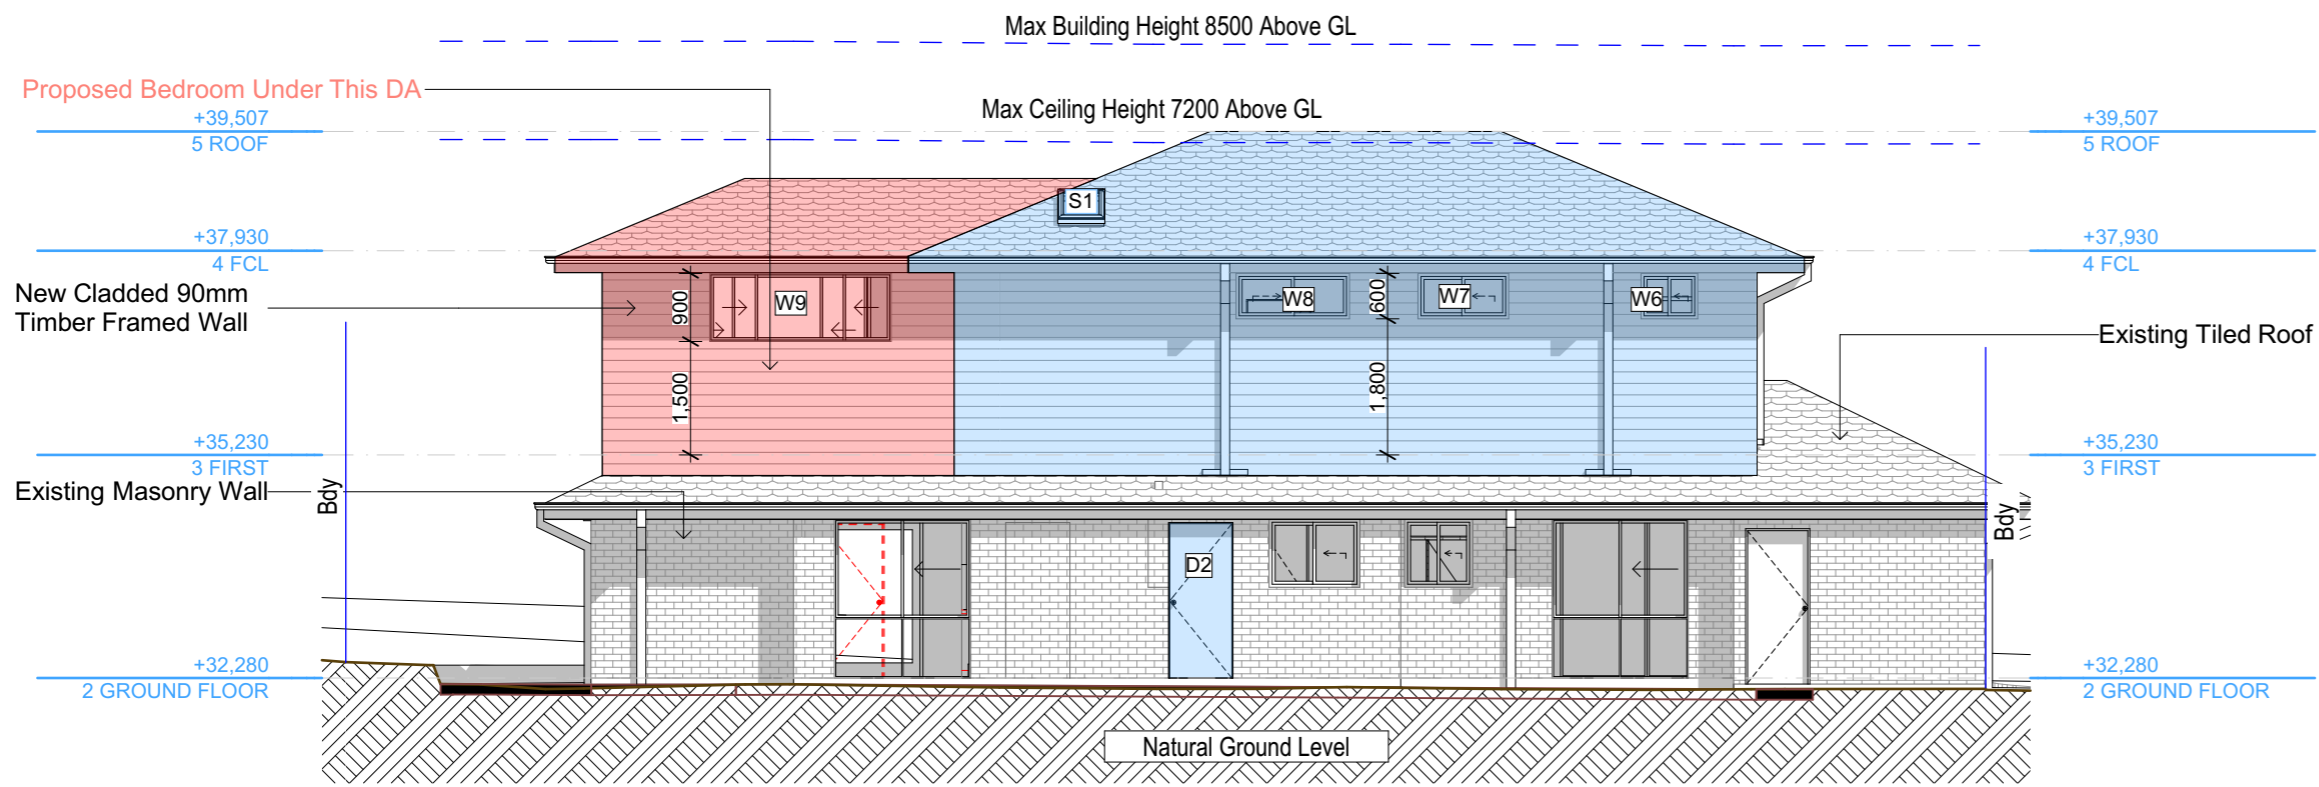 Max Building Height 8500 Above GL
Proposed Bedroom Under This DA
Max Ceiling Height 7200 Above GL
+39,507
5 ROOF
+39,507
5 ROOF
S1
+37,930
4 FCL
+37,930
4 FCL
New Cladded 90mm
Timber Framed Wall
900
W9
W8
600
W7
W6
Existing Tiled Roof
1,500
1,800
+35,230
3 FIRST
+35,230
3 FIRST
Existing Masonry Wall
Bdy
Bdy
D2
+32,280
2 GROUND FLOOR
+32,280
2 GROUND FLOOR
Natural Ground Level